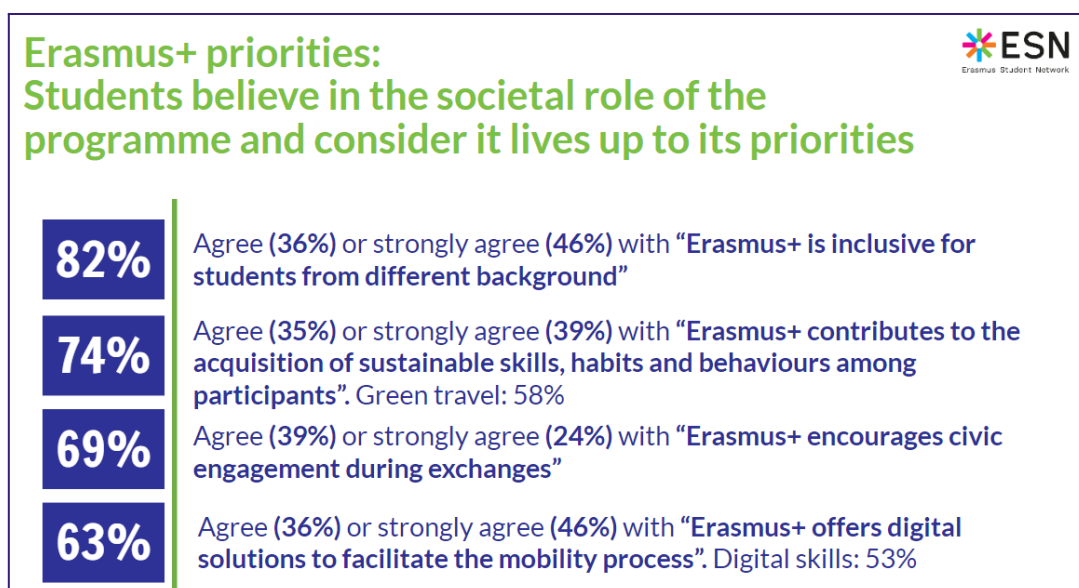 Erasmus+ priorities:
Students believe in the societal role of the
programme and consider it lives up to its priorities
ESN
Erasmus Student Network
82%
Agree (36%) or strongly agree (46%) with “Erasmus+ is inclusive for
students from different background”
74%
Agree (35%) or strongly agree (39%) with “Erasmus+ contributes to the
acquisition of sustainable skills, habits and behaviours among
participants”. Green travel: 58%
69%
Agree (39%) or strongly agree (24%) with “Erasmus+ encourages civic
engagement during exchanges”
63%
Agree (36%) or strongly agree (46%) with “Erasmus+ offers digital
solutions to facilitate the mobility process”. Digital skills: 53%